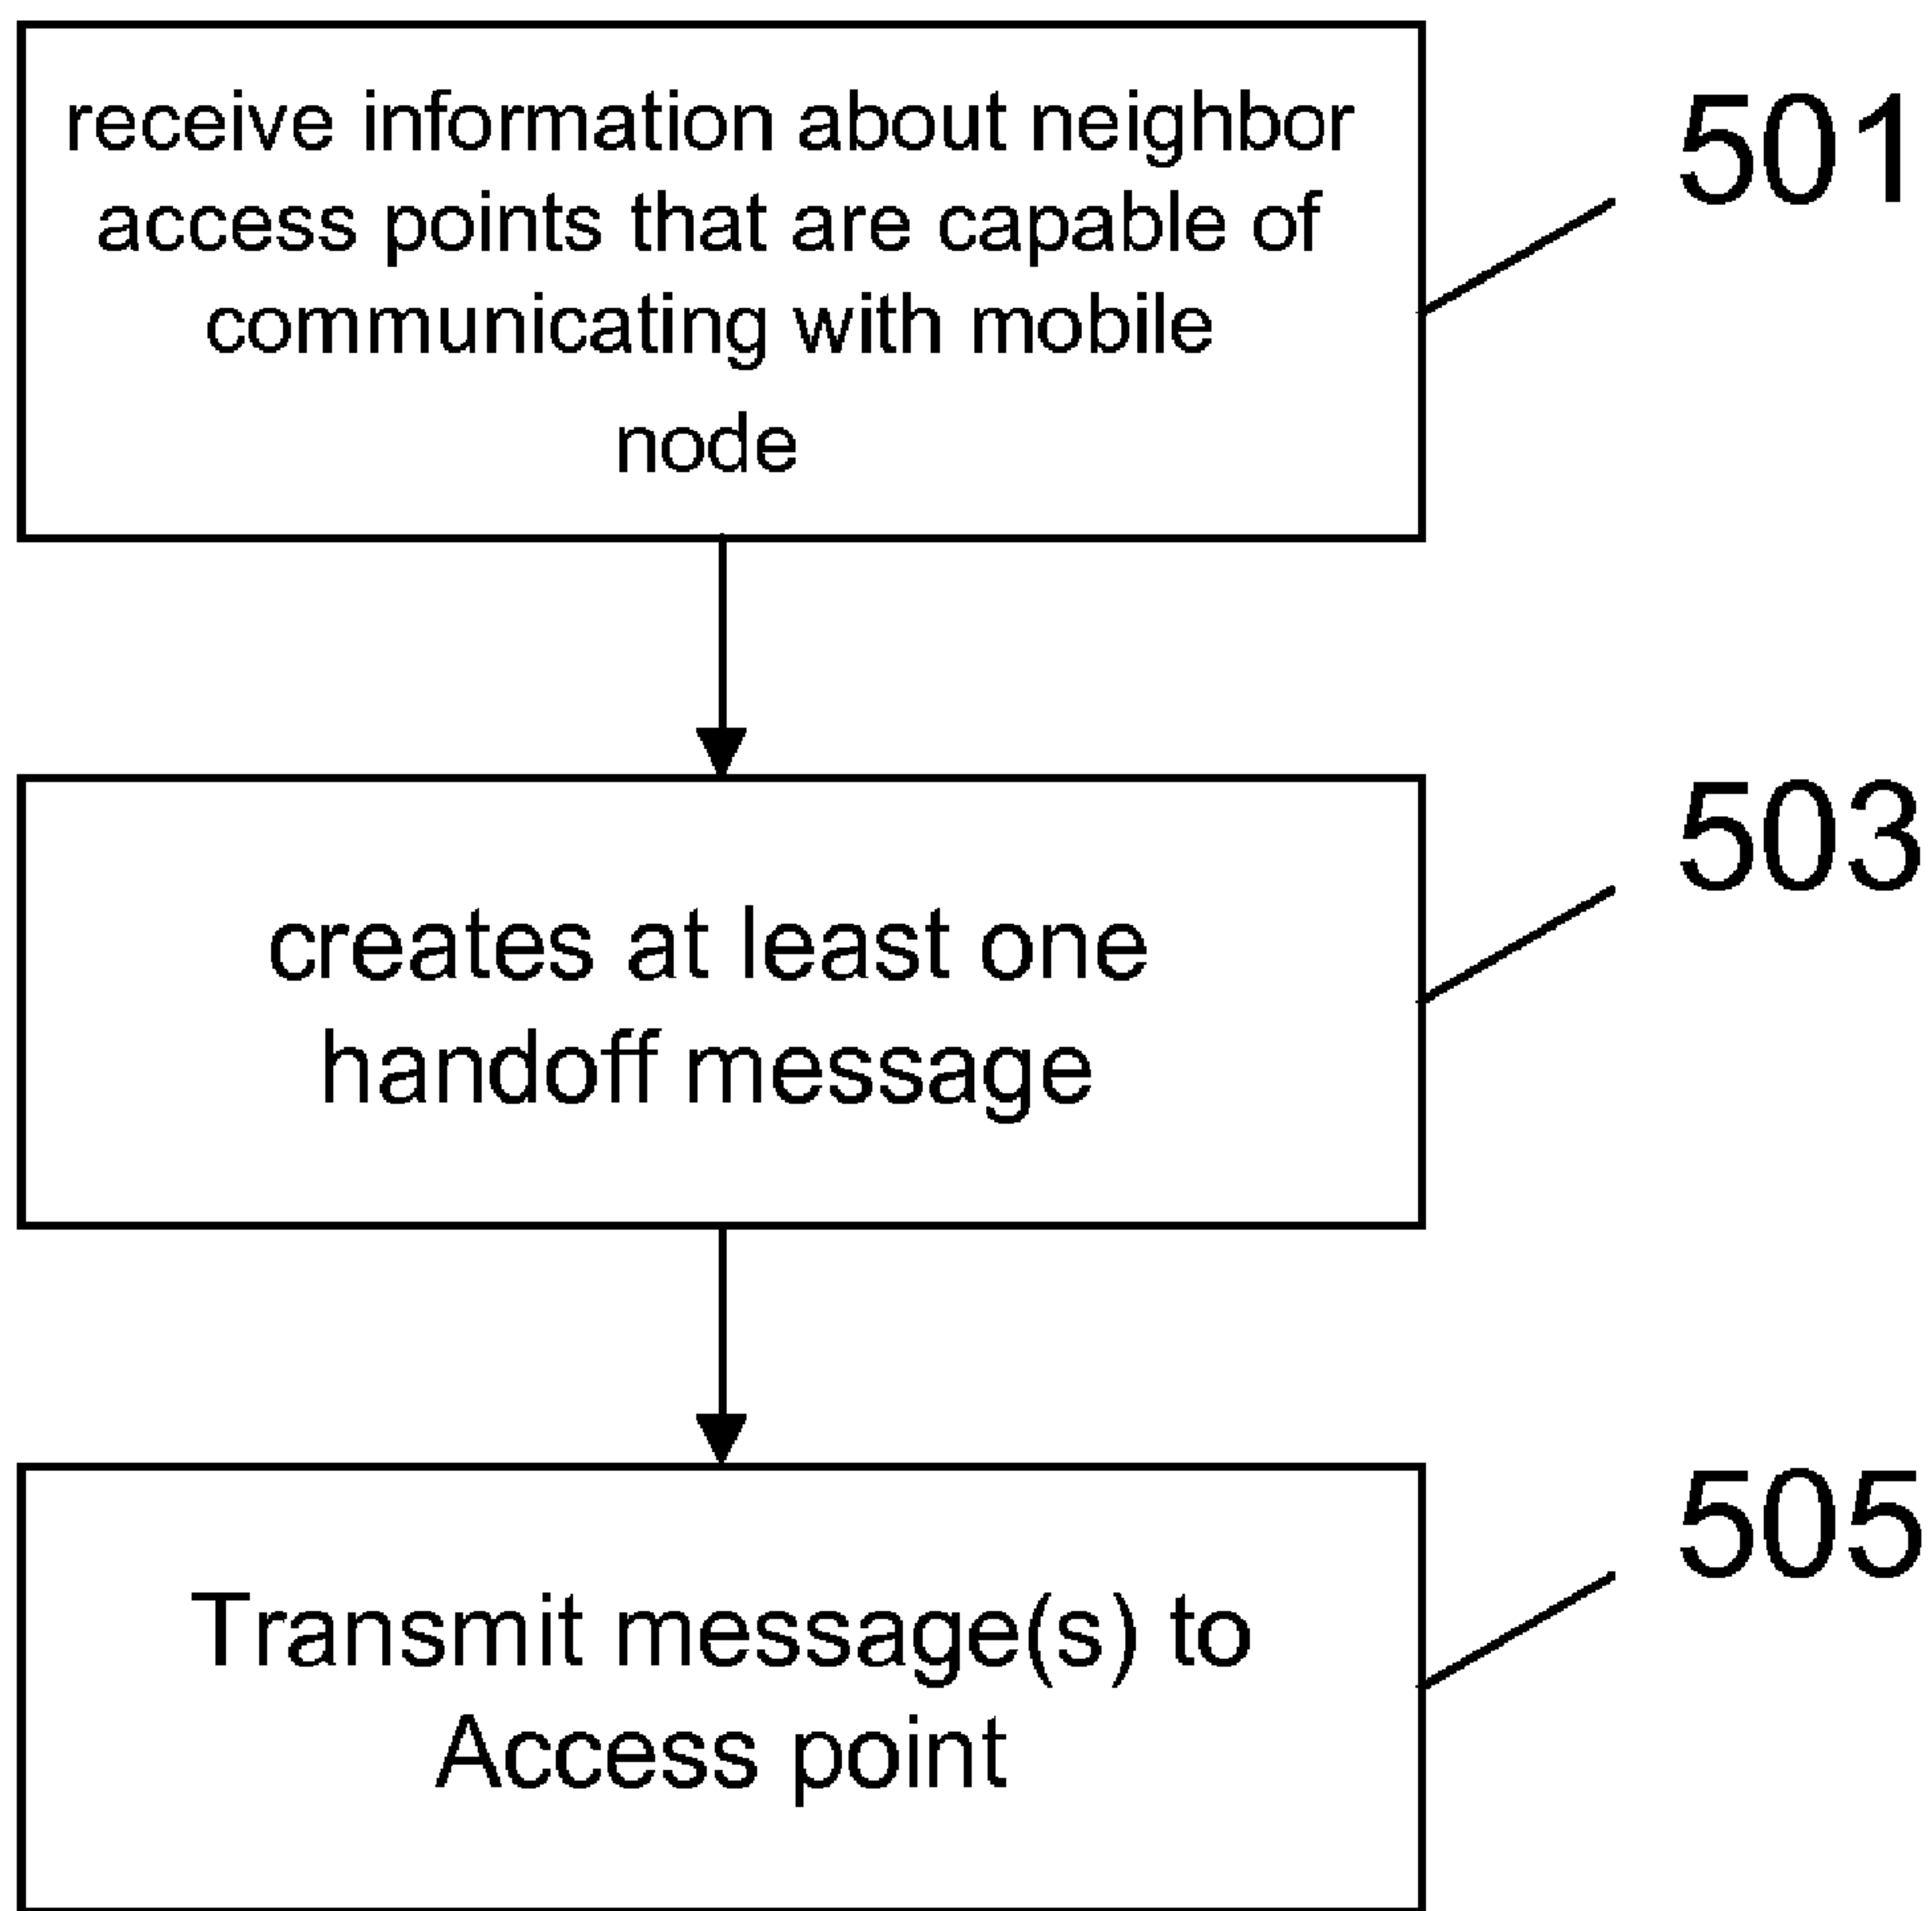 receive information about neighbor
access points that are capable of
communicating with mobile
node
501
creates at least one
handoff message
503
Transmit message(s) to
Access point
505